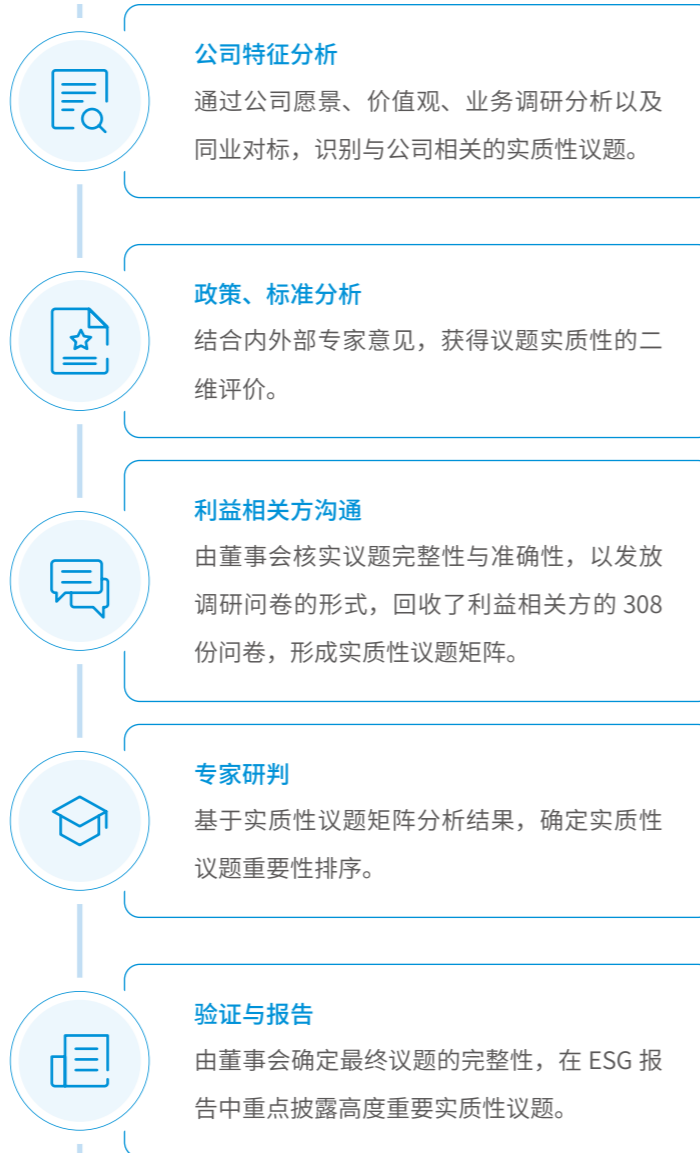 公司特征分析
通过公司愿景、价值观、业务调研分析以及
同业对标，识别与公司相关的实质性议题。
政策、标准分析
结合内外部专家意见，获得议题实质性的二
维评价。
利益相关方沟通
由董事会核实议题完整性与准确性，以发放
调研问卷的形式，回收了利益相关方的 308
份问卷，形成实质性议题矩阵。
专家研判
基于实质性议题矩阵分析结果，确定实质性
议题重要性排序。
验证与报告
由董事会确定最终议题的完整性，在 ESG 报
告中重点披露高度重要实质性议题。